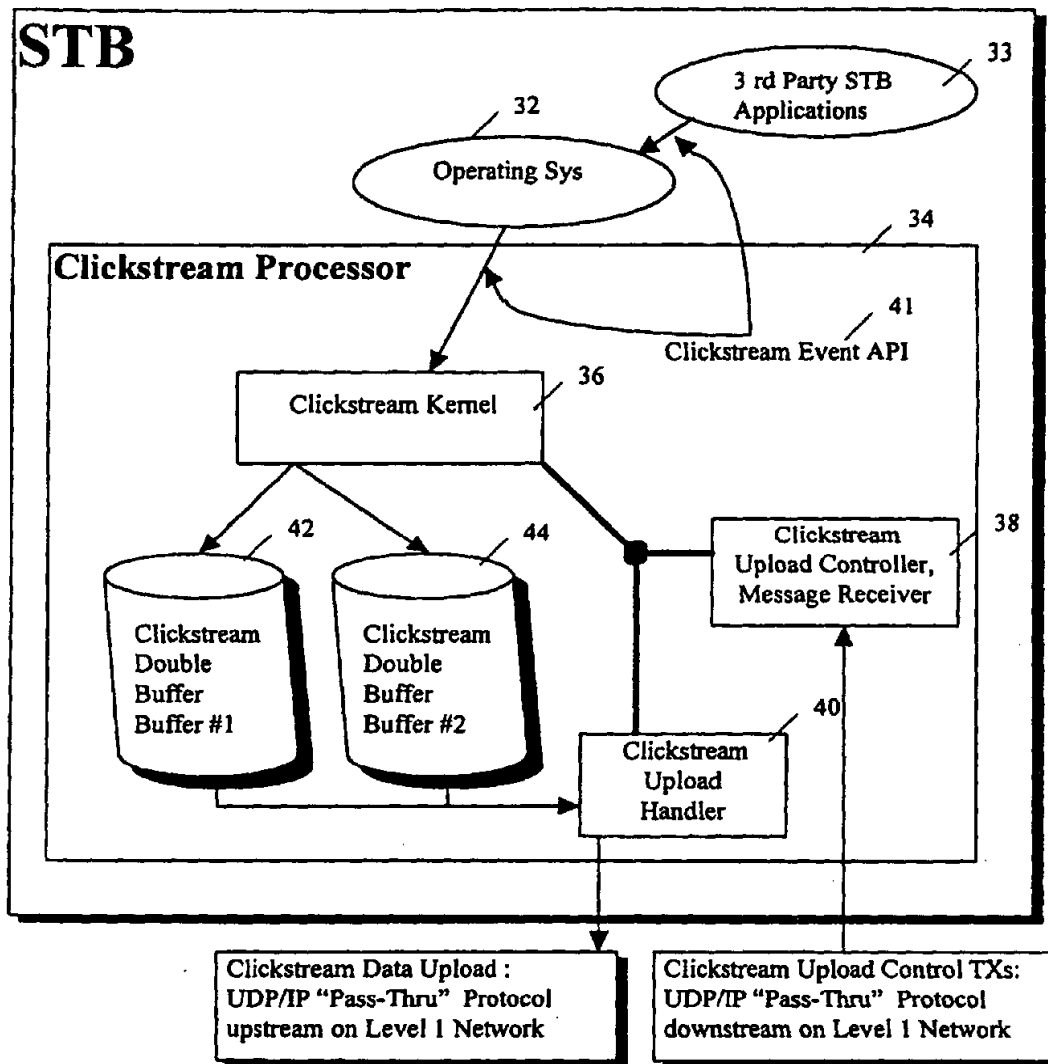 STB
33
3 rd Party STB
Applications
32
Operating Sys
34
Clickstream Processor
41
Clickstream Event API
36
Clickstream Kernel
42
44
38
Clickstream
Upload Controller,
Message Receiver
Clickstream
Double
Buffer
Buffer #1
Clickstream
Double
Buffer
Buffer #2
40
Clickstream
Upload
Handler
Clickstream Data Upload :
UDP/IP “Pass-Thru” Protocol
upstream on Level 1 Network
Clickstream Upload Control TXs:
UDP/IP “Pass-Thru” Protocol
downstream on Level 1 Network